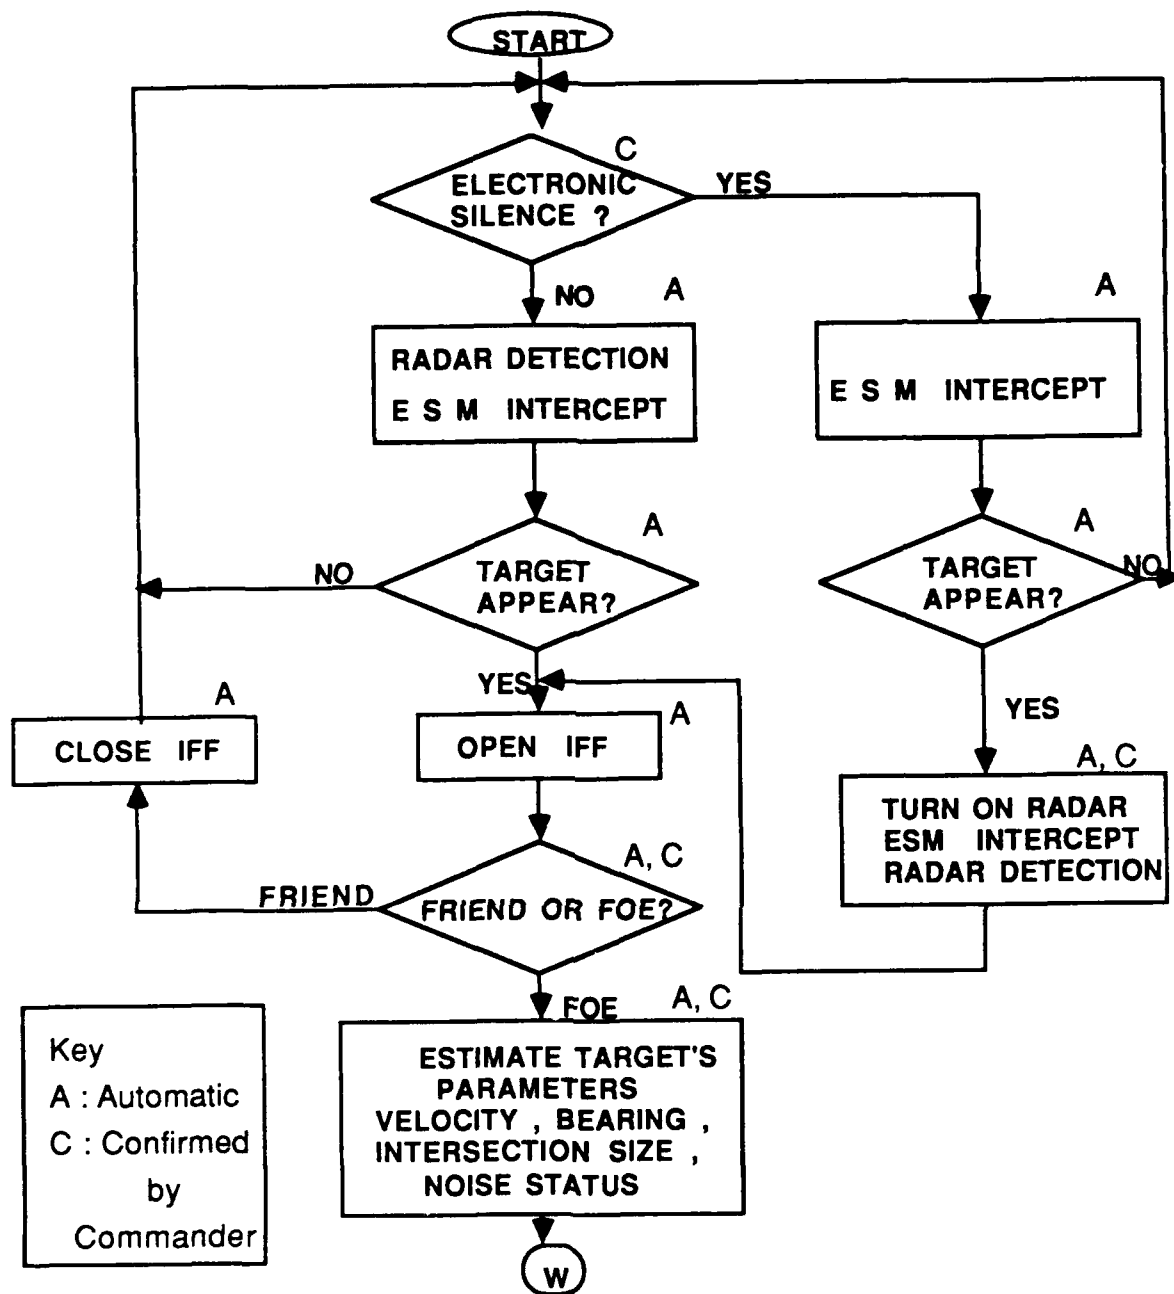 START
C
ELECTRONIC
SILENCE ?
YES
NO
A
A
RADAR DETECTION
E S M INTERCEPT
E S M INTERCEPT
A
A
NO
TARGET
APPEAR?
TARGET
APPEAR?
NO
YES
YES
A
A
CLOSE IFF
OPEN IFF
A, C
TURN ON RADAR
ESM INTERCEPT
RADAR DETECTION
A, C
FRIEND
FRIEND OR FOE?
FOE
A, C
ESTIMATE TARGET'S
PARAMETERS
VELOCITY , BEARING ,
INTERSECTION SIZE ,
NOISE STATUS
Key
A : Automatic
C : Confirmed
by
Commander
W